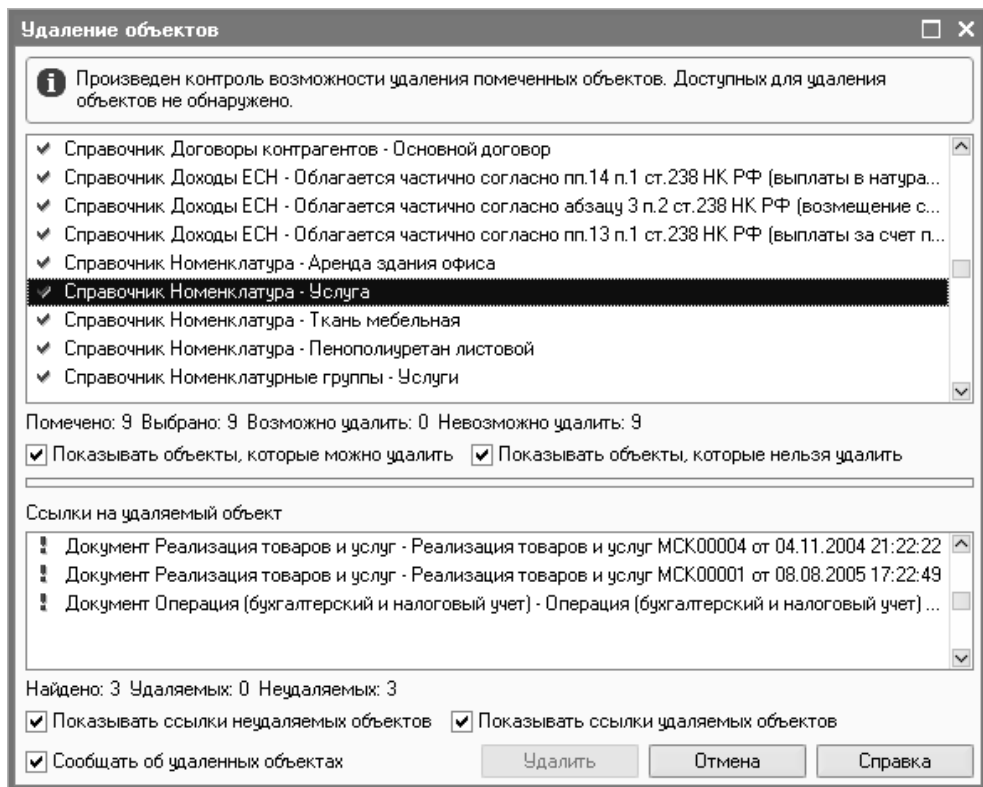 Удаление объектов
Произведен контроль возможности удаления помеченных объектов. Доступных для удаления
объектов не обнаружено.
Справочник Договоры контрагентов - Основной договор
Справочник Доходы ЕСН - Облагается частично согласно пп.14 п.1 ст.238 НК РФ (выплаты в натура...
Справочник Доходы ЕСН - Облагается частично согласно абзацу 3 п.2 ст.238 НК РФ (возмещение с...
Справочник Доходы ЕСН - Облагается частично согласно пп.13 п.1 ст.238 НК РФ (выплаты за счет п...
Справочник Номенклатура - Аренда здания офиса
Справочник Номенклатура - Услуга
Справочник Номенклатура - Ткань мебельная
Справочник Номенклатура - Пенополиуретан листовой
Справочник Номенклатурные группы - Услуги
Помечено: 9 Выбрано: 9 Возможно удалить: 0 Невозможно удалить: 9
Показывать объекты, которые можно удалить Показывать объекты, которые нельзя удалить
Ссылки на удаляемый объект
Документ Реализация товаров и услуг - Реализация товаров и услуг МСК00004 от 04.11.2004 21:22:22
Документ Реализация товаров и услуг - Реализация товаров и услуг МСК00001 от 08.08.2005 17:22:49
Документ Операция (бухгалтерский и налоговый учет) - Операция (бухгалтерский и налоговый учет) ...
Найдено: 3 Удаляемых: 0 Неудаляемых: 3
Показывать ссылки неудаляемых объектов Показывать ссылки удаляемых объектов
Сообщать об удаленных объектах Удалить Отмена Справка